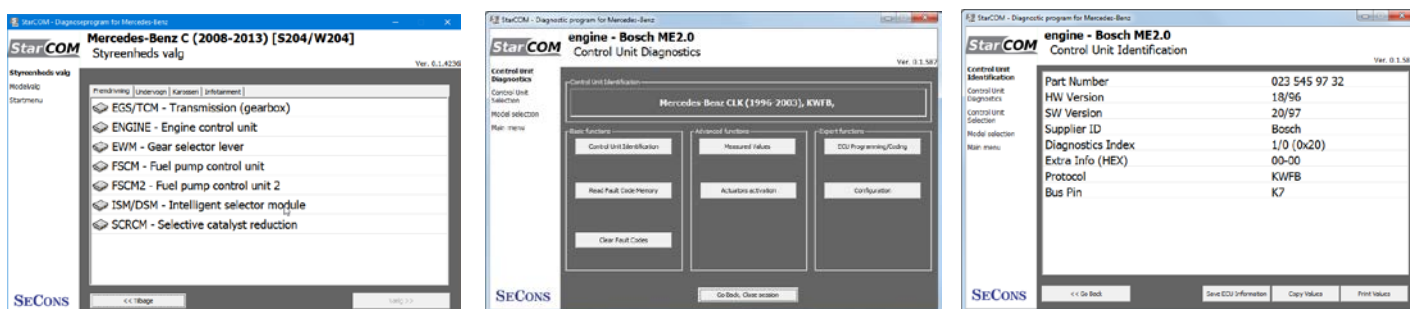 StarCOM - Diagnoseprogram for Mercedes-Benz
StarCOM
Mercedes-Benz C (2008-2013) [S204/W204]
Styreenheds valg
Ver. 0.1.4236
Styreenheds valg
Modelvalg
Startmenu
Fremdrivning
Undervogn
Karosseri
Infotainment
EGS/TCM - Transmission (gearbox)
ENGINE - Engine control unit
EWM - Gear selector lever
FSCM - Fuel pump control unit
FSCM2 - Fuel pump control unit 2
ISM/DSM - Intelligent selector module
SCRCM - Selective catalyst reduction
SECONS
<< Tilbage
Vælg >>
StarCOM - Diagnostic program for Mercedes-Benz
StarCOM
engine - Bosch ME2.0
Control Unit Diagnostics
Ver. 0.1.587
Control Unit
Diagnostics
Control Unit
Selection
Model selection
Main menu
Control Unit Identification
Mercedes-Benz CLK (1996-2003), KWFB,
Basic functions
Control Unit Identification
Read Fault Code Memory
Clear Fault Codes
Advanced functions
Measured Values
Actuators activation
Expert functions
ECU Programming/Coding
Configuration
SECONS
Go Back, Close session
StarCOM - Diagnostic program for Mercedes-Benz
StarCOM
engine - Bosch ME2.0
Control Unit Identification
Ver. 0.1.58
Control Unit
Identification
Control Unit
Diagnostics
Control Unit
Selection
Model selection
Main menu
Part Number 023 545 97 32
HW Version 18/96
SW Version 20/97
Supplier ID Bosch
Diagnostics Index 1/0 (0x20)
Extra Info (HEX) 00-00
Protocol KWFB
Bus Pin K7
SECONS
<< Go Back
Save ECU Information
Copy Values
Print Values